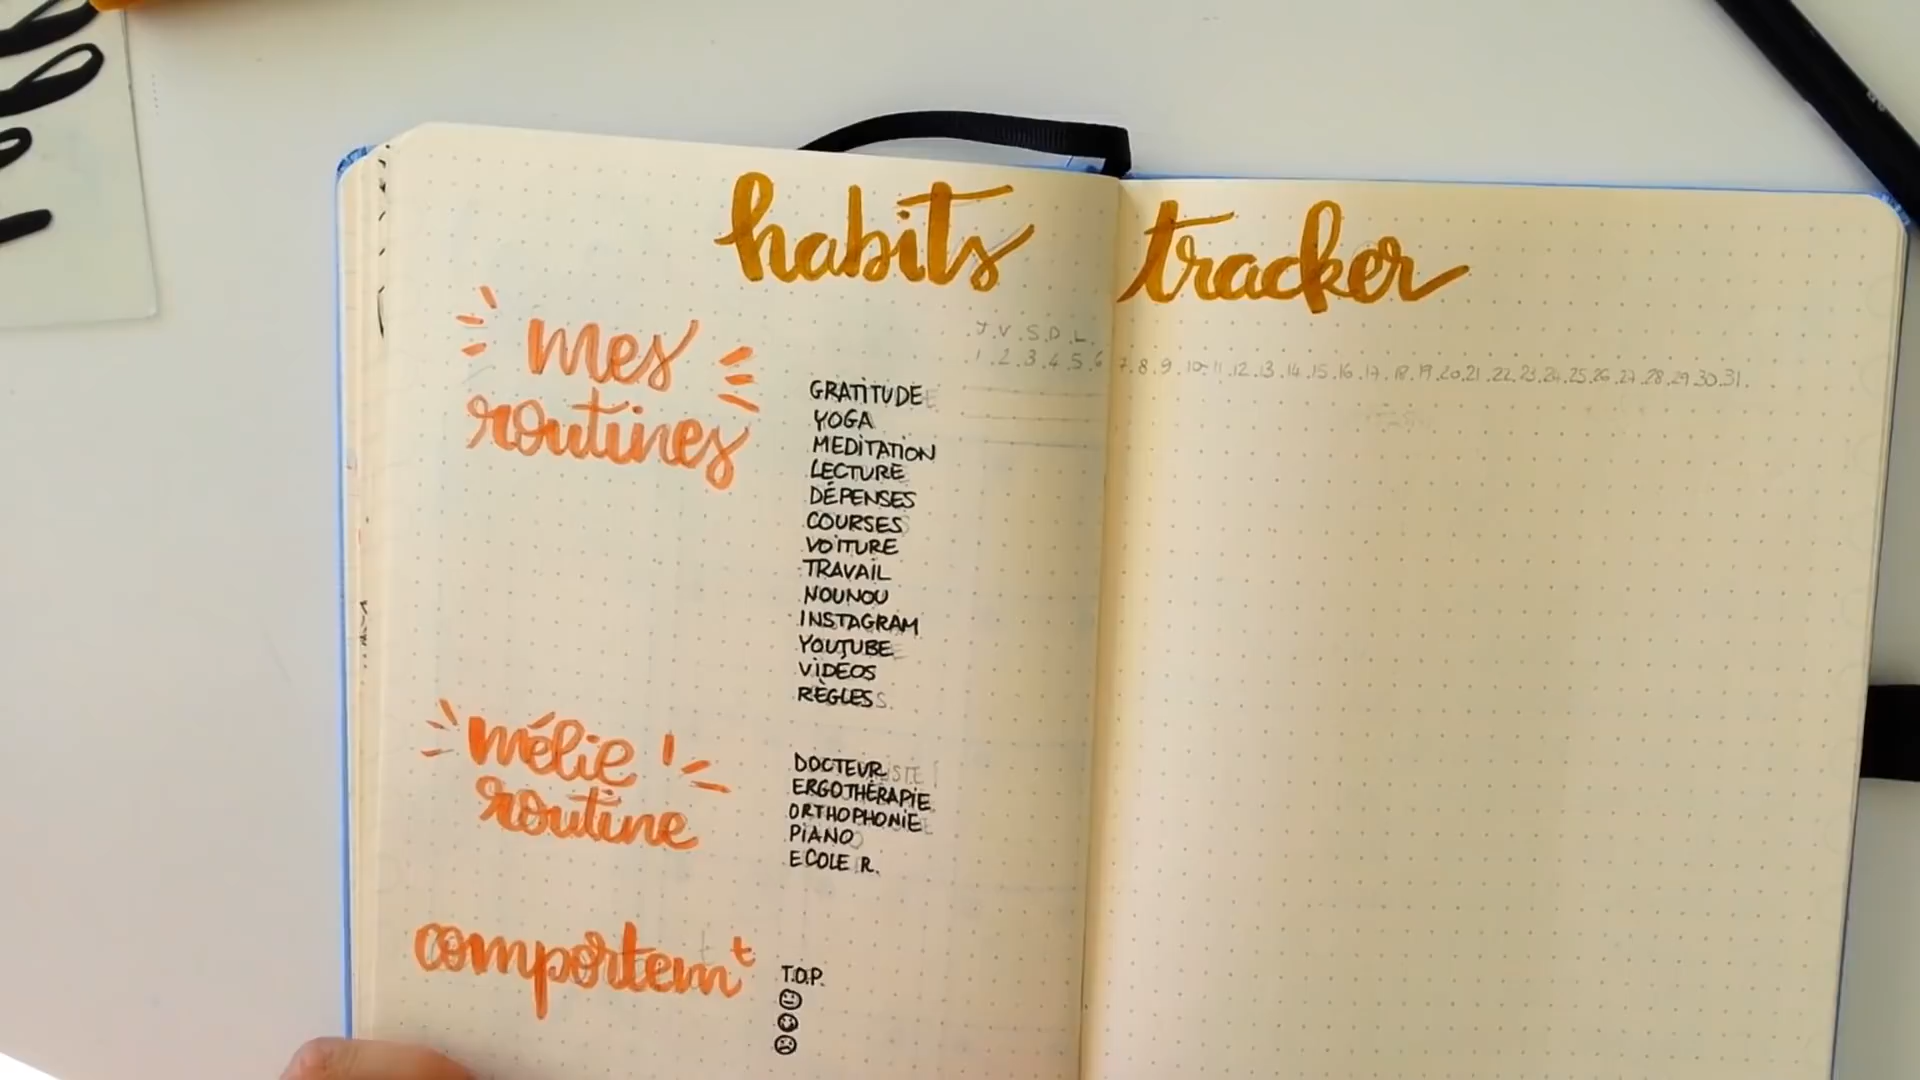 habits tracker
mes
routines
J.V.S.D.L.
1.2.3.4.5.6 7.8.9.10.11.12.13.14.15.16.17.18.19.20.21.22.23.24.25.26.27.28.29.30.31.
GRATITUDE
YOGA
MEDITATION
LECTURE
DÉPENSES
COURSES
VOITURE
TRAVAIL
NOUNOU
INSTAGRAM
YOUTUBE
VIDÉOS
RÈGLES
mélie
routine
DOCTEUR
ERGOTHÉRAPIE
ORTHOPHONIE
PIANO
ECOLE R.
comportemt
T.O.P.